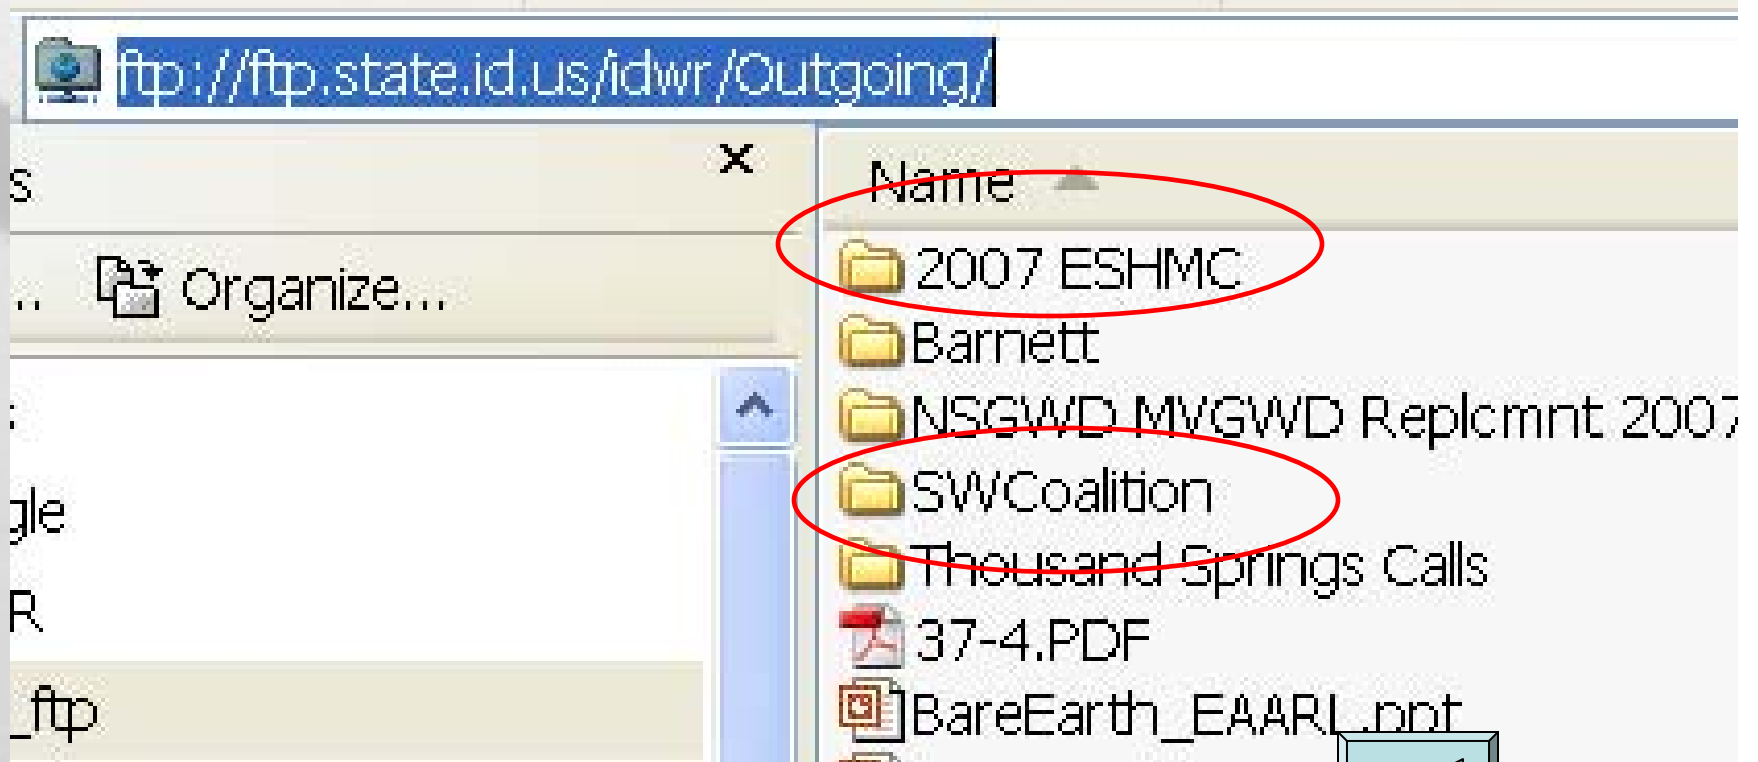 ftp://ftp.state.id.us/idwr/Outgoing/
s
Name
.. Organize...
2007 ESHMC
Barnett
NSGWD MVGWD Replcmnt 2007
SWCoalition
gle
Thousand Springs Calls
R
37-4.PDF
_ftp
BareEarth_EAARL.ppt